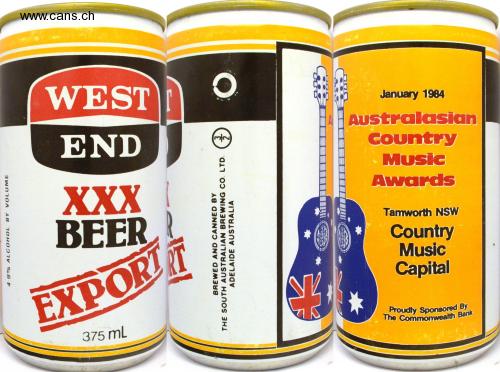 www.cans.ch
WEST
END
XXX
BEER
EXPORT
375 mL
4.9% ALCOHOL BY VOLUME
BREWED AND CANNED BY
THE SOUTH AUSTRALIAN BREWING CO. LTD.
ADELAIDE AUSTRALIA
January 1984
Australasian
Country
Music
Awards
Tamworth NSW
Country
Music
Capital
Proudly Sponsored By
The Commonwealth Bank